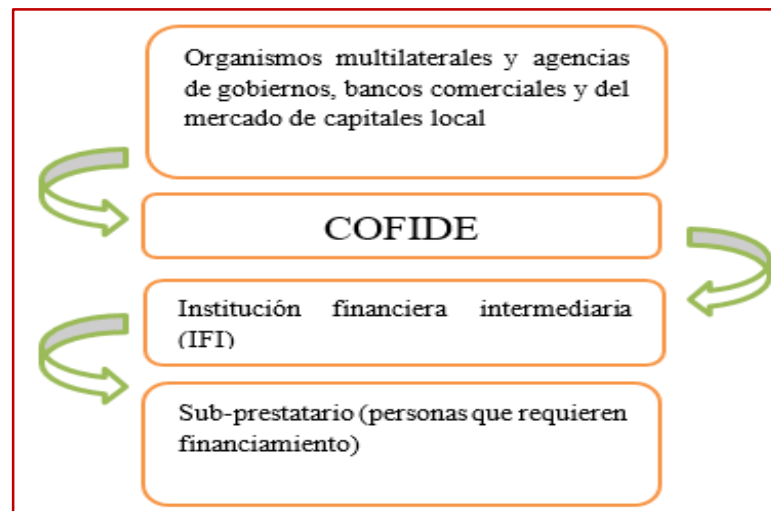 Organismos multilaterales y agencias
de gobiernos, bancos comerciales y del
mercado de capitales local
COFIDE
Institución financiera intermediaria
(IFI)
Sub-prestatario (personas que requieren
financiamiento)